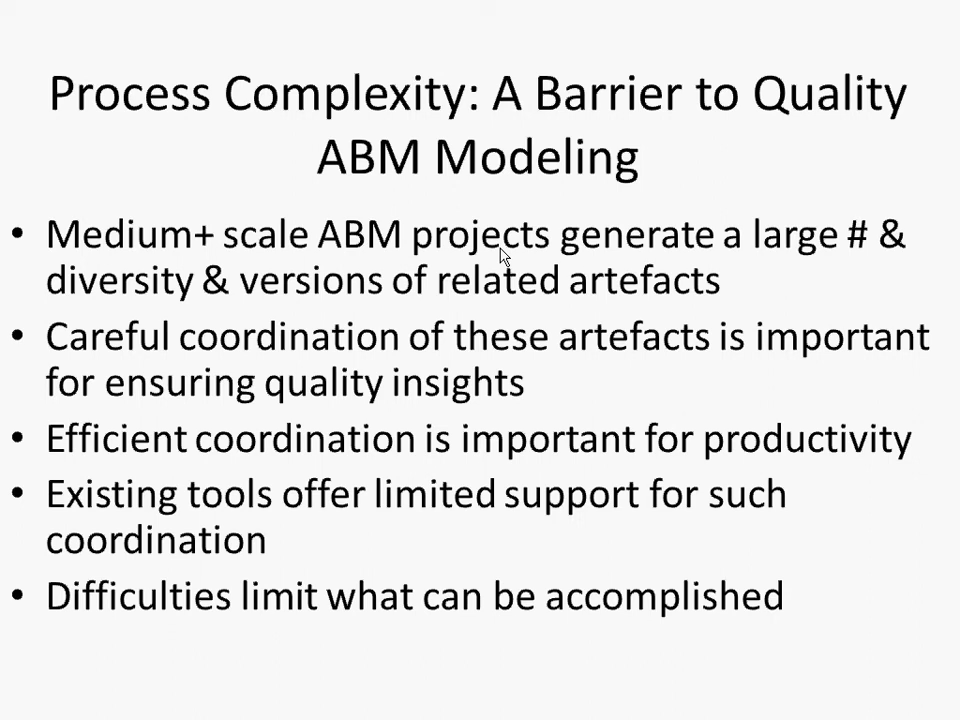 Process Complexity: A Barrier to Quality
ABM Modeling
• Medium+ scale ABM projects generate a large # &
diversity & versions of related artefacts
• Careful coordination of these artefacts is important
for ensuring quality insights
• Efficient coordination is important for productivity
• Existing tools offer limited support for such
coordination
• Difficulties limit what can be accomplished